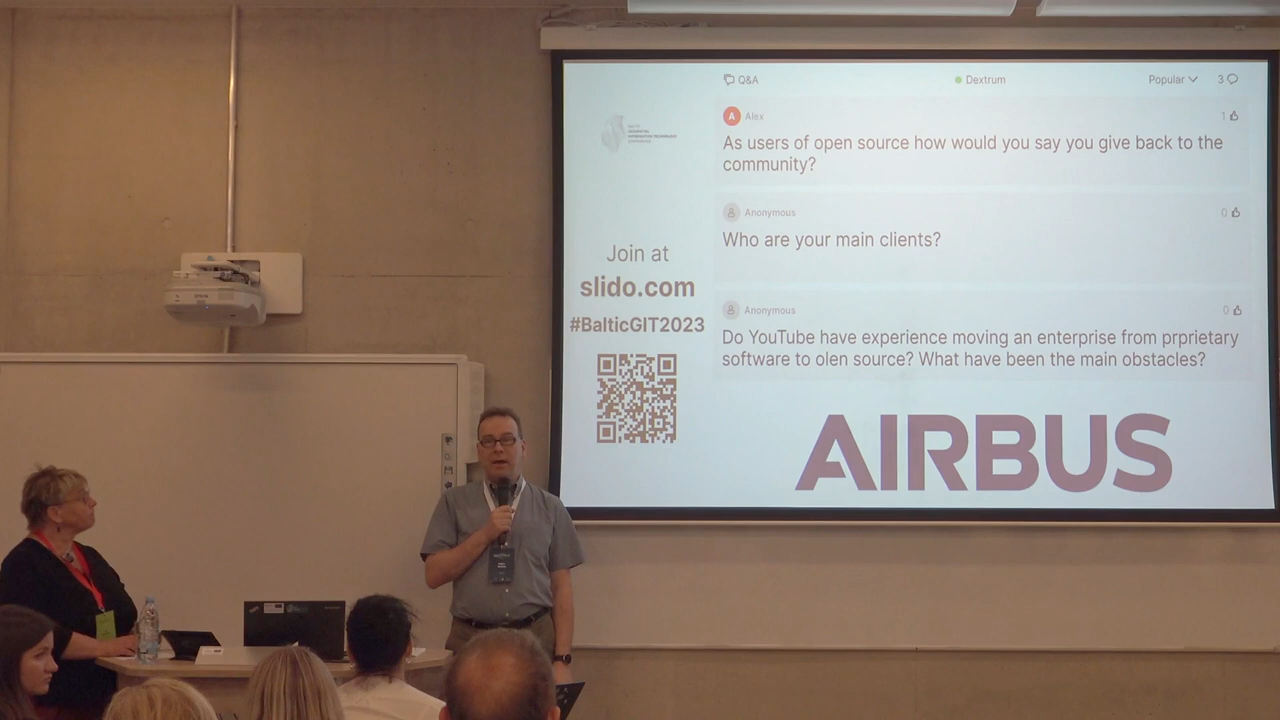 Q&A
Dextrum
Popular
3
A
Alex
1
As users of open source how would you say you give back to the
community?
Anonymous
0
Who are your main clients?
Anonymous
0
Do YouTube have experience moving an enterprise from prprietary
software to olen source? What have been the main obstacles?
Join at
slido.com
#BalticGIT2023
AIRBUS